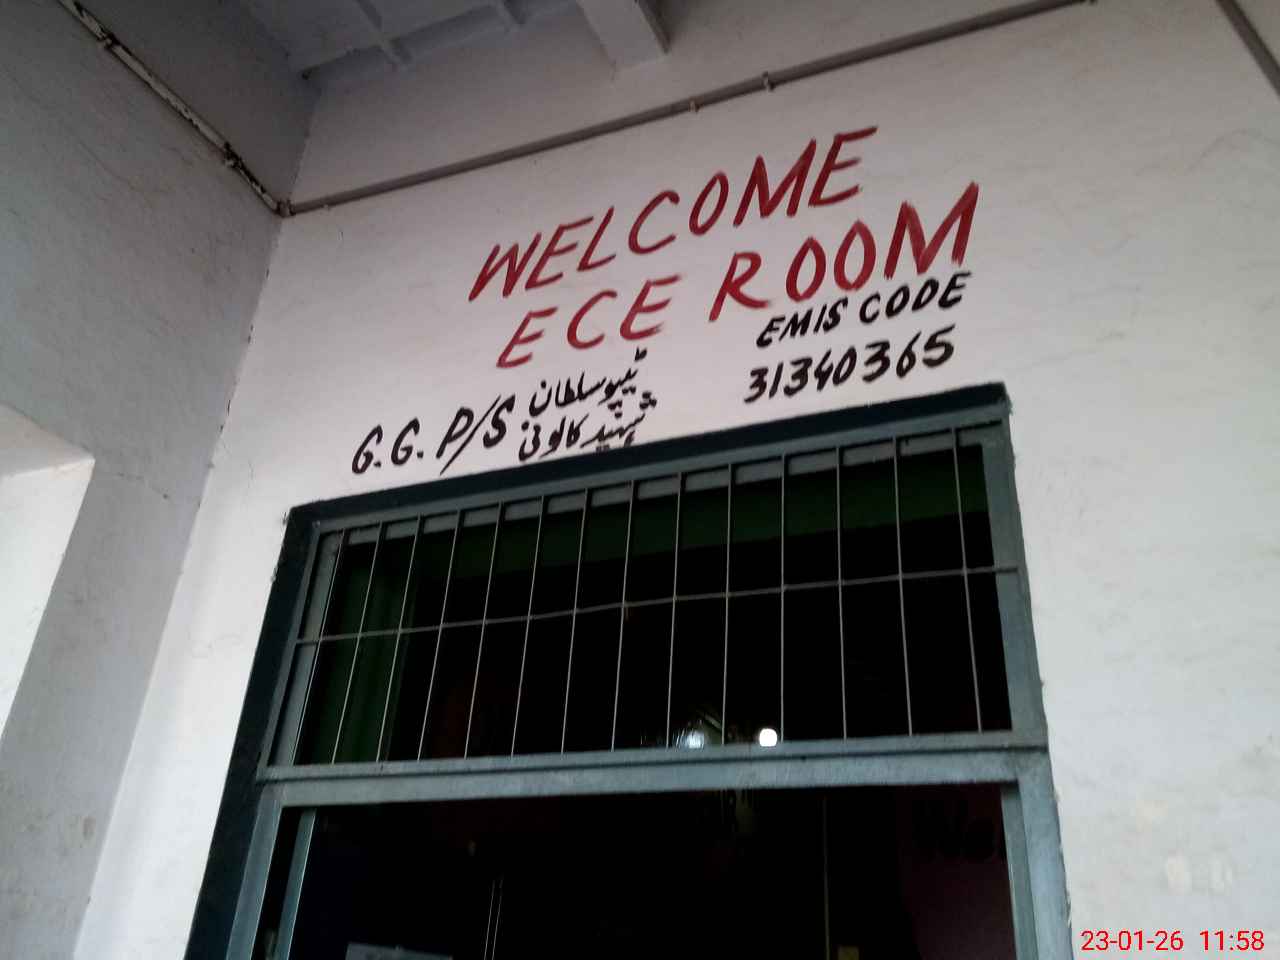 WELCOME
ECE ROOM
EMIS CODE
31340365
G.G. P/S ٹیپو سلطان
شہید کالونی
23-01-26 11:58